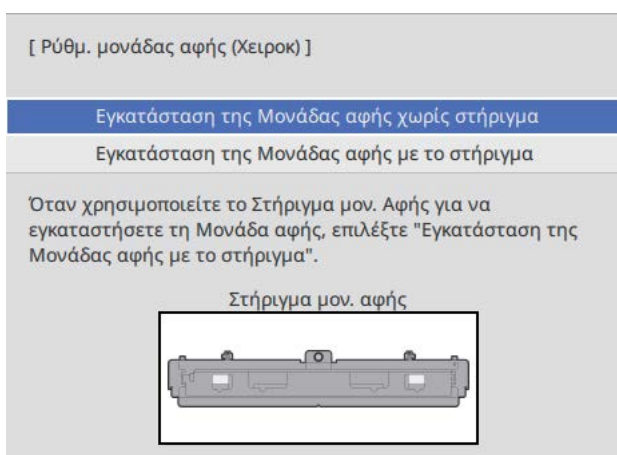 [ Ρύθμ. μονάδας αφής (Χειροκ) ]
Εγκατάσταση της Μονάδας αφής χωρίς στήριγμα
Εγκατάσταση της Μονάδας αφής με το στήριγμα
Όταν χρησιμοποιείτε το Στήριγμα μον. Αφής για να
εγκαταστήσετε τη Μονάδα αφής, επιλέξτε "Εγκατάσταση της
Μονάδας αφής με το στήριγμα".
Στήριγμα μον. αφής